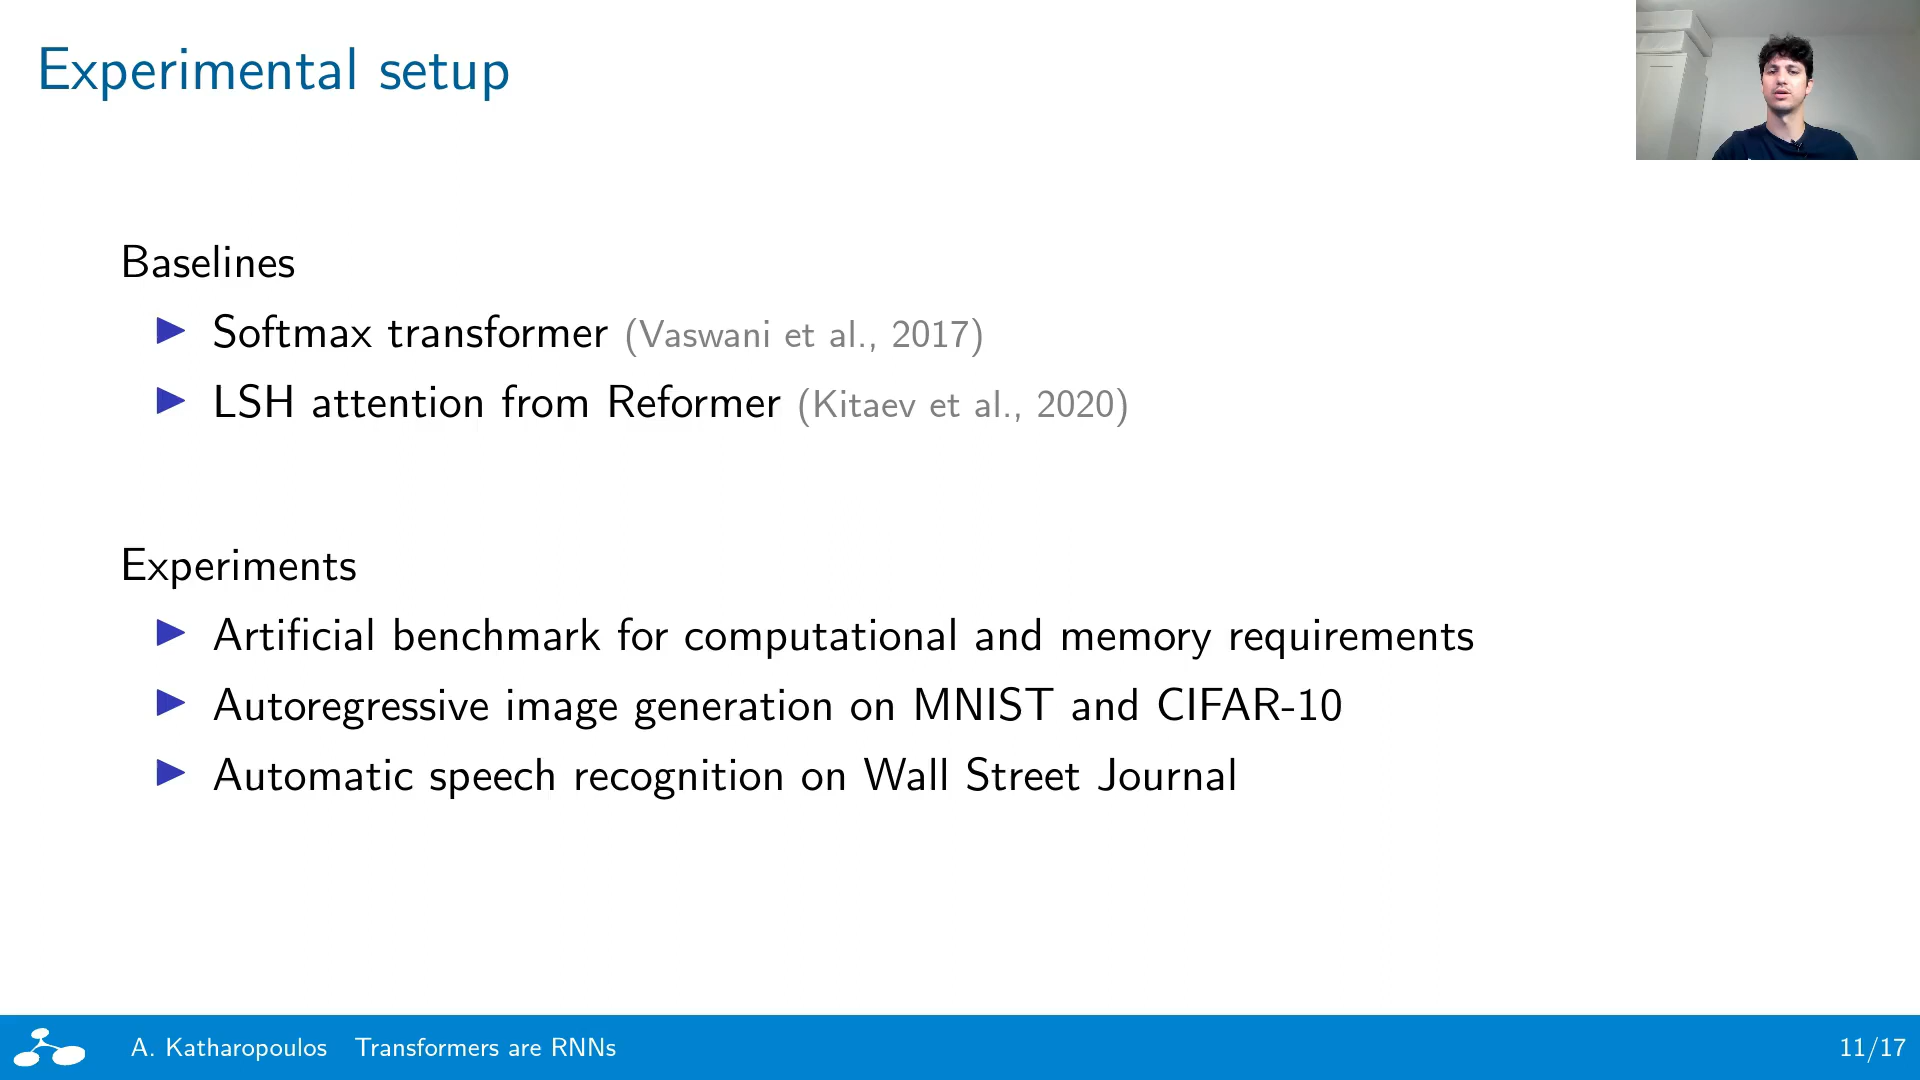 Experimental setup
Baselines
Softmax transformer (Vaswani et al., 2017)
LSH attention from Reformer (Kitaev et al., 2020)
Experiments
Artificial benchmark for computational and memory requirements
Autoregressive image generation on MNIST and CIFAR-10
Automatic speech recognition on Wall Street Journal
A. Katharopoulos Transformers are RNNs 11/17